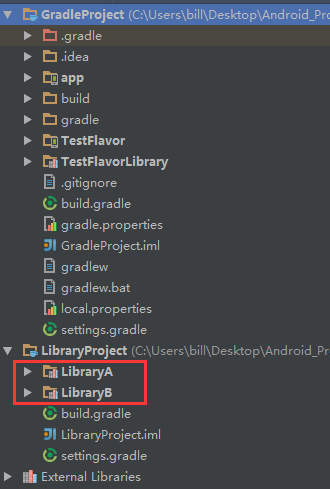 GradleProject (C:\Users\bill\Desktop\Android_Pro
.gradle
.idea
app
build
gradle
TestFlavor
TestFlavorLibrary
.gitignore
build.gradle
gradle.properties
GradleProject.iml
gradlew
gradlew.bat
local.properties
settings.gradle
LibraryProject (C:\Users\bill\Desktop\Android_Pr
LibraryA
LibraryB
build.gradle
LibraryProject.iml
settings.gradle
External Libraries